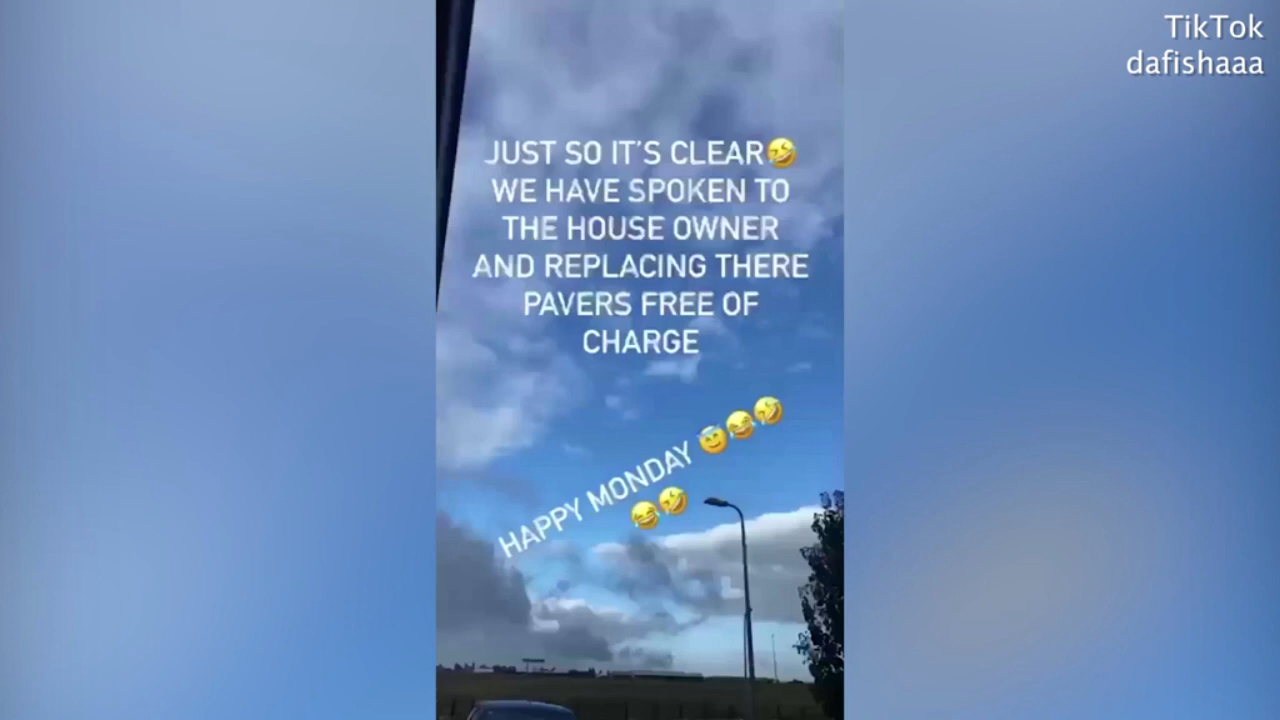 TikTok
dafishaaa
JUST SO IT'S CLEAR🤣
WE HAVE SPOKEN TO
THE HOUSE OWNER
AND REPLACING THERE
PAVERS FREE OF
CHARGE
HAPPY MONDAY 😇😂🤣
😂🤣